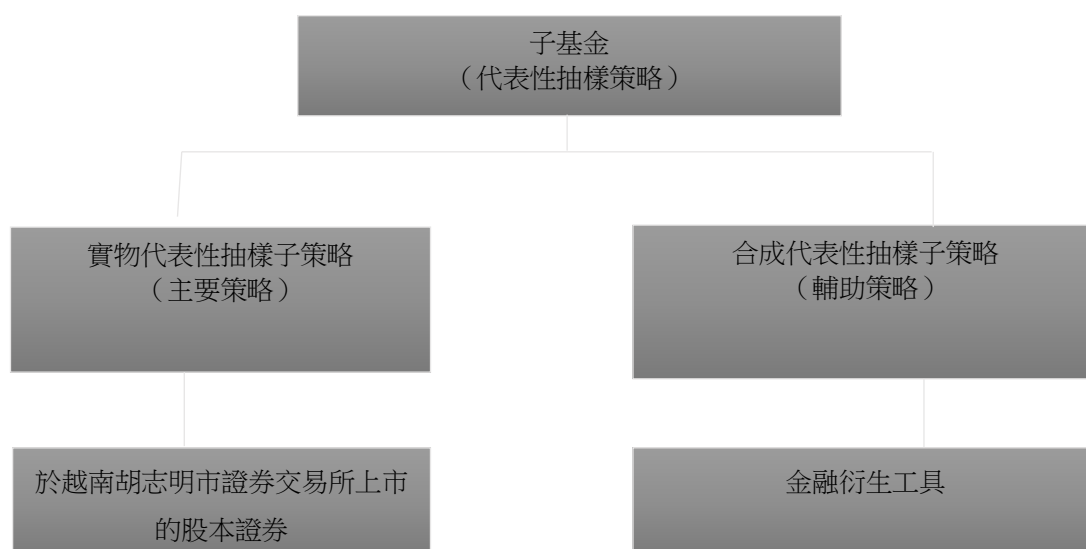 子基金
（代表性抽樣策略）
實物代表性抽樣子策略
（主要策略）
合成代表性抽樣子策略
（輔助策略）
於越南胡志明市證券交易所上市
的股本證券
金融衍生工具